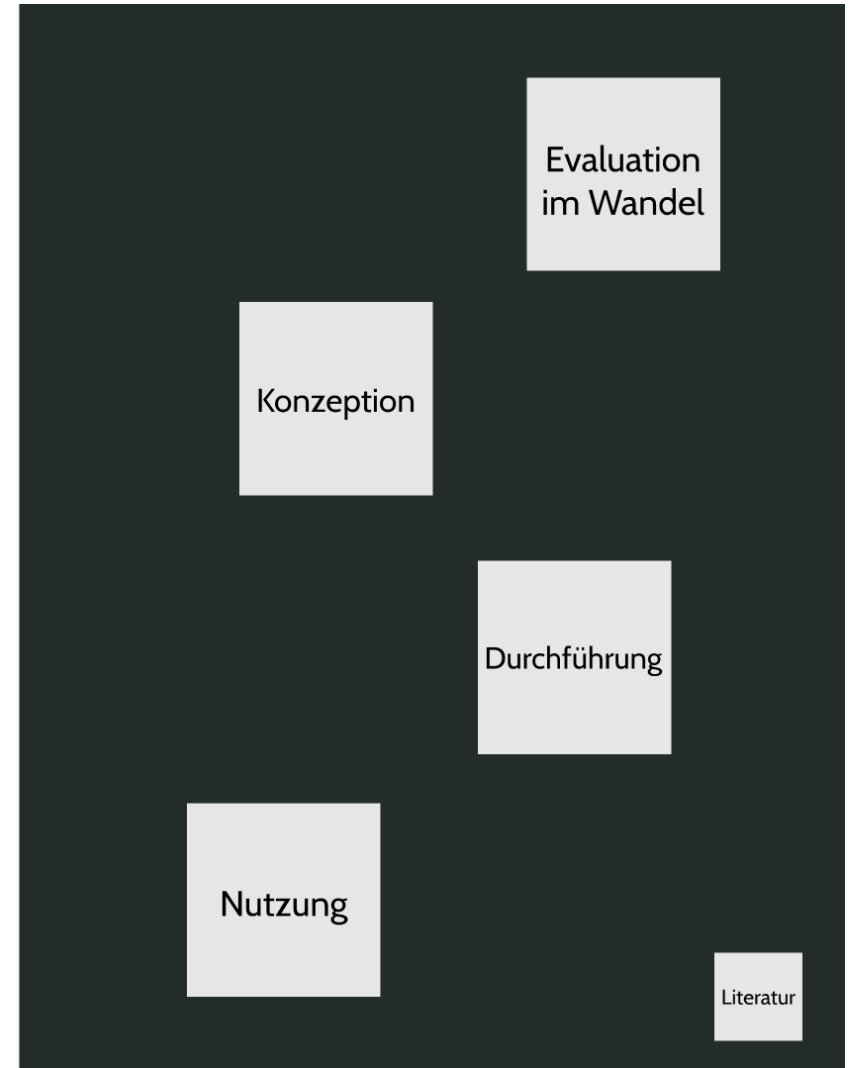 Evaluation
im Wandel
Konzeption
Durchführung
Nutzung
Literatur